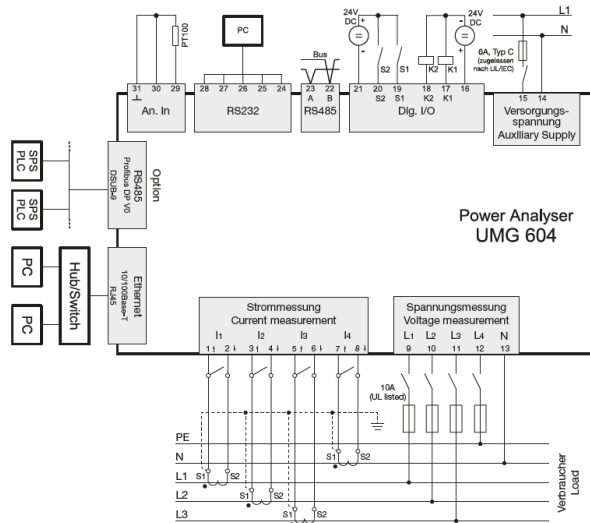 24V
DC
24V
DC
L1
N
PT100
PC
Bus
S2
S1
K2
K1
6A, Typ C
(zugelassen
nach UL/IEC)
31 30 29
28 27 26 25 24
23 22
A B
21 20 19 18 17 16
S2 S1 K2 K1
15 14
An. In
RS232
RS485
Dig. I/O
Versorgungs-
spannung
Auxiliary Supply
SPS
PLC
SPS
PLC
Option
RS485
Profibus DP V0
DSUB-9
Power Analyser
UMG 604
PC
PC
Hub/Switch
Ethernet
10/100Base-T
RJ45
Strommessung
Current measurement
I1 I2 I3 I4
1 2 3 4 5 6 7 8
Spannungsmessung
Voltage measurement
L1 L2 L3 L4 N
9 10 11 12 13
10A
(UL listed)
PE
N
L1
L2
L3
S1 S2
S1 S2
S1 S2
S1 S2
Verbraucher
Load